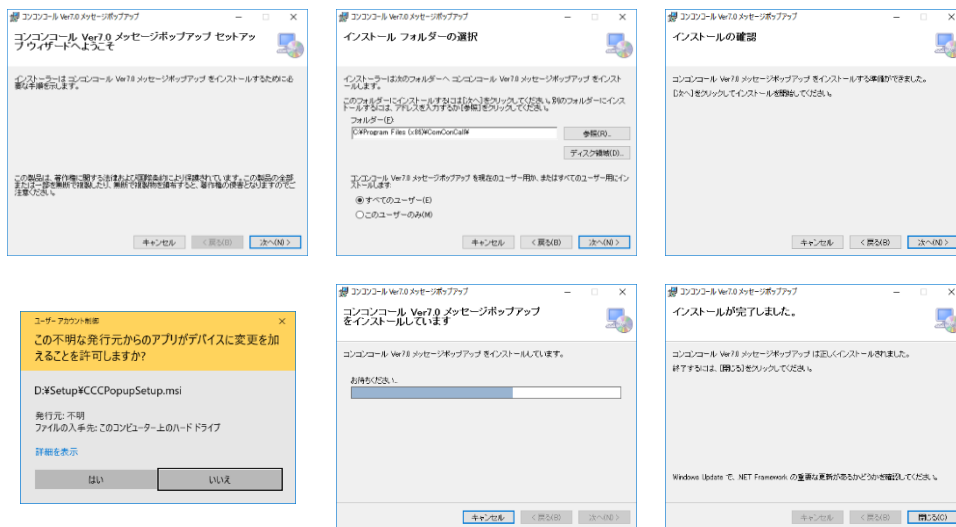 コンコンコール Ver7.0 メッセージポップアップ
コンコンコール Ver7.0 メッセージポップアップ セットアッ
プ ウィザードへようこそ
インストーラーは コンコンコール Ver7.0 メッセージポップアップ をインストールするために必
要な手順を示します。
この製品は、著作権に関する法律および国際条約により保護されています。この製品の全部
または一部を無断で複製したり、無断で複製物を頒布すると、著作権の侵害となりますのでご
注意ください。
キャンセル
< 戻る(B)
次へ(N) >
コンコンコール Ver7.0 メッセージポップアップ
インストール フォルダーの選択
インストーラーは次のフォルダーへ コンコンコール Ver7.0 メッセージポップアップ をインスト
ールします。
このフォルダーにインストールするには[次へ]をクリックしてください。別のフォルダーにインス
トールするには、アドレスを入力するか[参照]をクリックしてください。
フォルダー(F):
C:¥Program Files (x86)¥ComConCall¥
参照(R)...
ディスク領域(D)...
コンコンコール Ver7.0 メッセージポップアップ を現在のユーザー用か、またはすべてのユーザー用にイン
ストールします:
すべてのユーザー(E)
このユーザーのみ(M)
キャンセル
< 戻る(B)
次へ(N) >
コンコンコール Ver7.0 メッセージポップアップ
インストールの確認
コンコンコール Ver7.0 メッセージポップアップ をインストールする準備ができました。
[次へ]をクリックしてインストールを開始してください。
キャンセル
< 戻る(B)
次へ(N) >
ユーザー アカウント制御
この不明な発行元からのアプリがデバイスに変更を加
えることを許可しますか?
D:¥Setup¥CCCPopupSetup.msi
発行元: 不明
ファイルの入手先: このコンピューター上のハード ドライブ
詳細を表示
はい
いいえ
コンコンコール Ver7.0 メッセージポップアップ
コンコンコール Ver7.0 メッセージポップアップ
をインストールしています
コンコンコール Ver7.0 メッセージポップアップ をインストールしています。
お待ちください...
キャンセル
< 戻る(B)
次へ(N) >
コンコンコール Ver7.0 メッセージポップアップ
インストールが完了しました。
コンコンコール Ver7.0 メッセージポップアップ は正しくインストールされました。
終了するには、[閉じる]をクリックしてください。
Windows Update で、.NET Framework の重要な更新があるかどうかを確認してください。
キャンセル
< 戻る(B)
閉じる(C)